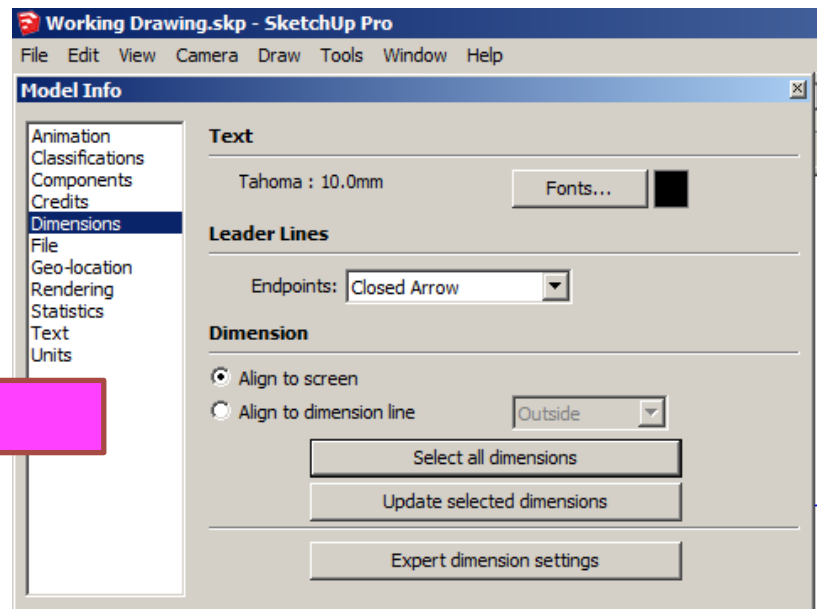 Working Drawing.skp - SketchUp Pro
File Edit View Camera Draw Tools Window Help
Model Info
Animation
Classifications
Components
Credits
Dimensions
File
Geo-location
Rendering
Statistics
Text
Units
Text
Tahoma : 10.0mm
Fonts...
Leader Lines
Endpoints: Closed Arrow
Dimension
Align to screen
Align to dimension line Outside
Select all dimensions
Update selected dimensions
Expert dimension settings